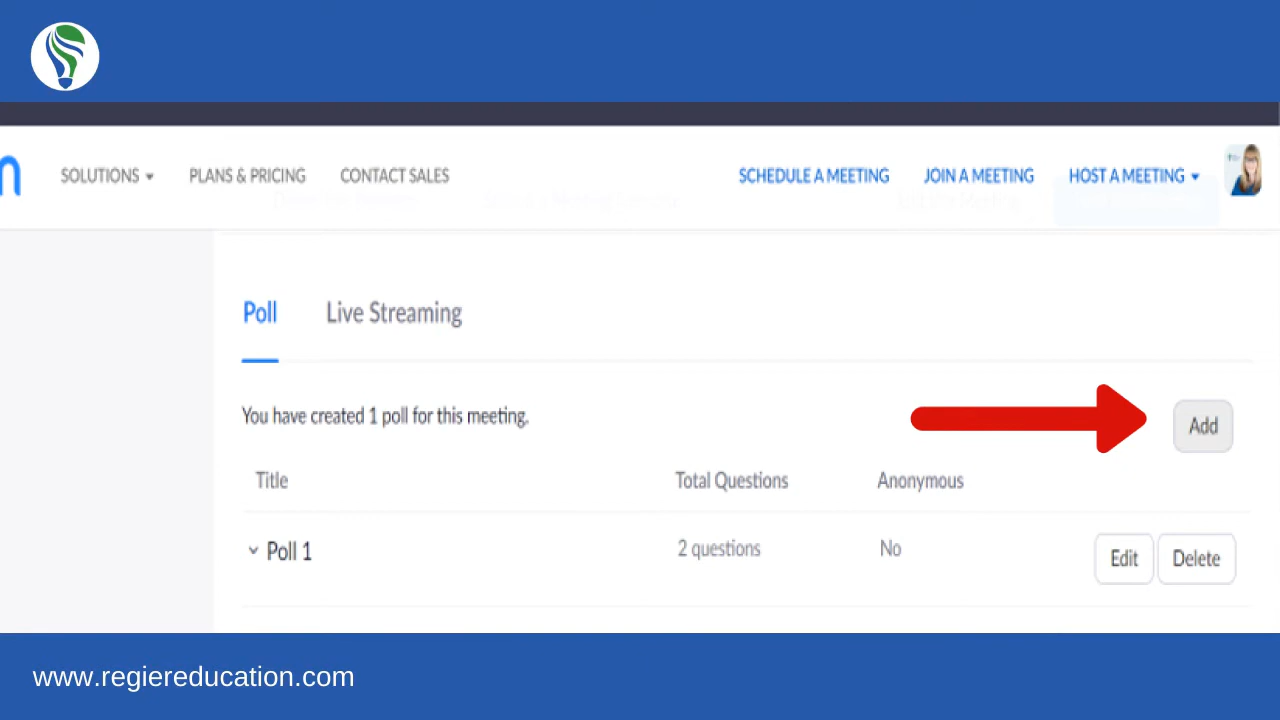 SOLUTIONS PLANS & PRICING CONTACT SALES SCHEDULE A MEETING JOIN A MEETING HOST A MEETING
Poll Live Streaming
You have created 1 poll for this meeting.
Add
Title Total Questions Anonymous
Poll 1 2 questions No Edit Delete
www.regiereducation.com